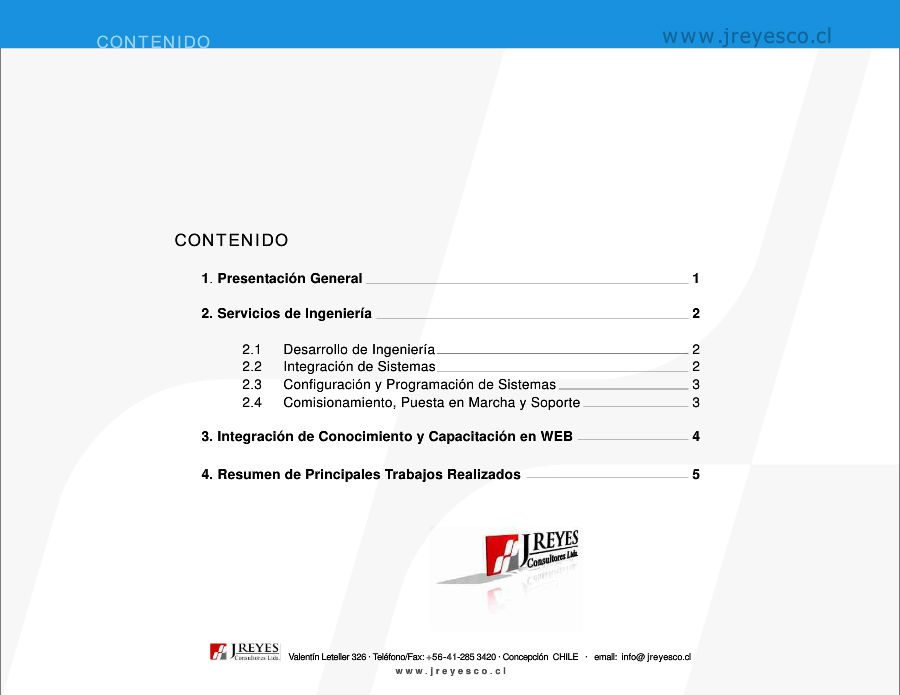 CONTENIDO
www.jreyesco.cl
CONTENIDO
1. Presentación General 1
2. Servicios de Ingeniería 2
2.1 Desarrollo de Ingeniería 2
2.2 Integración de Sistemas 2
2.3 Configuración y Programación de Sistemas 3
2.4 Comisionamiento, Puesta en Marcha y Soporte 3
3. Integración de Conocimiento y Capacitación en WEB 4
4. Resumen de Principales Trabajos Realizados 5
JREYES
Consultores Ltda.
JREYES
Consultores Ltda.
Valentín Letelier 326 · Teléfono/Fax: +56-41-285 3420 · Concepción CHILE · email: info@jreyesco.cl
www.jreyesco.cl